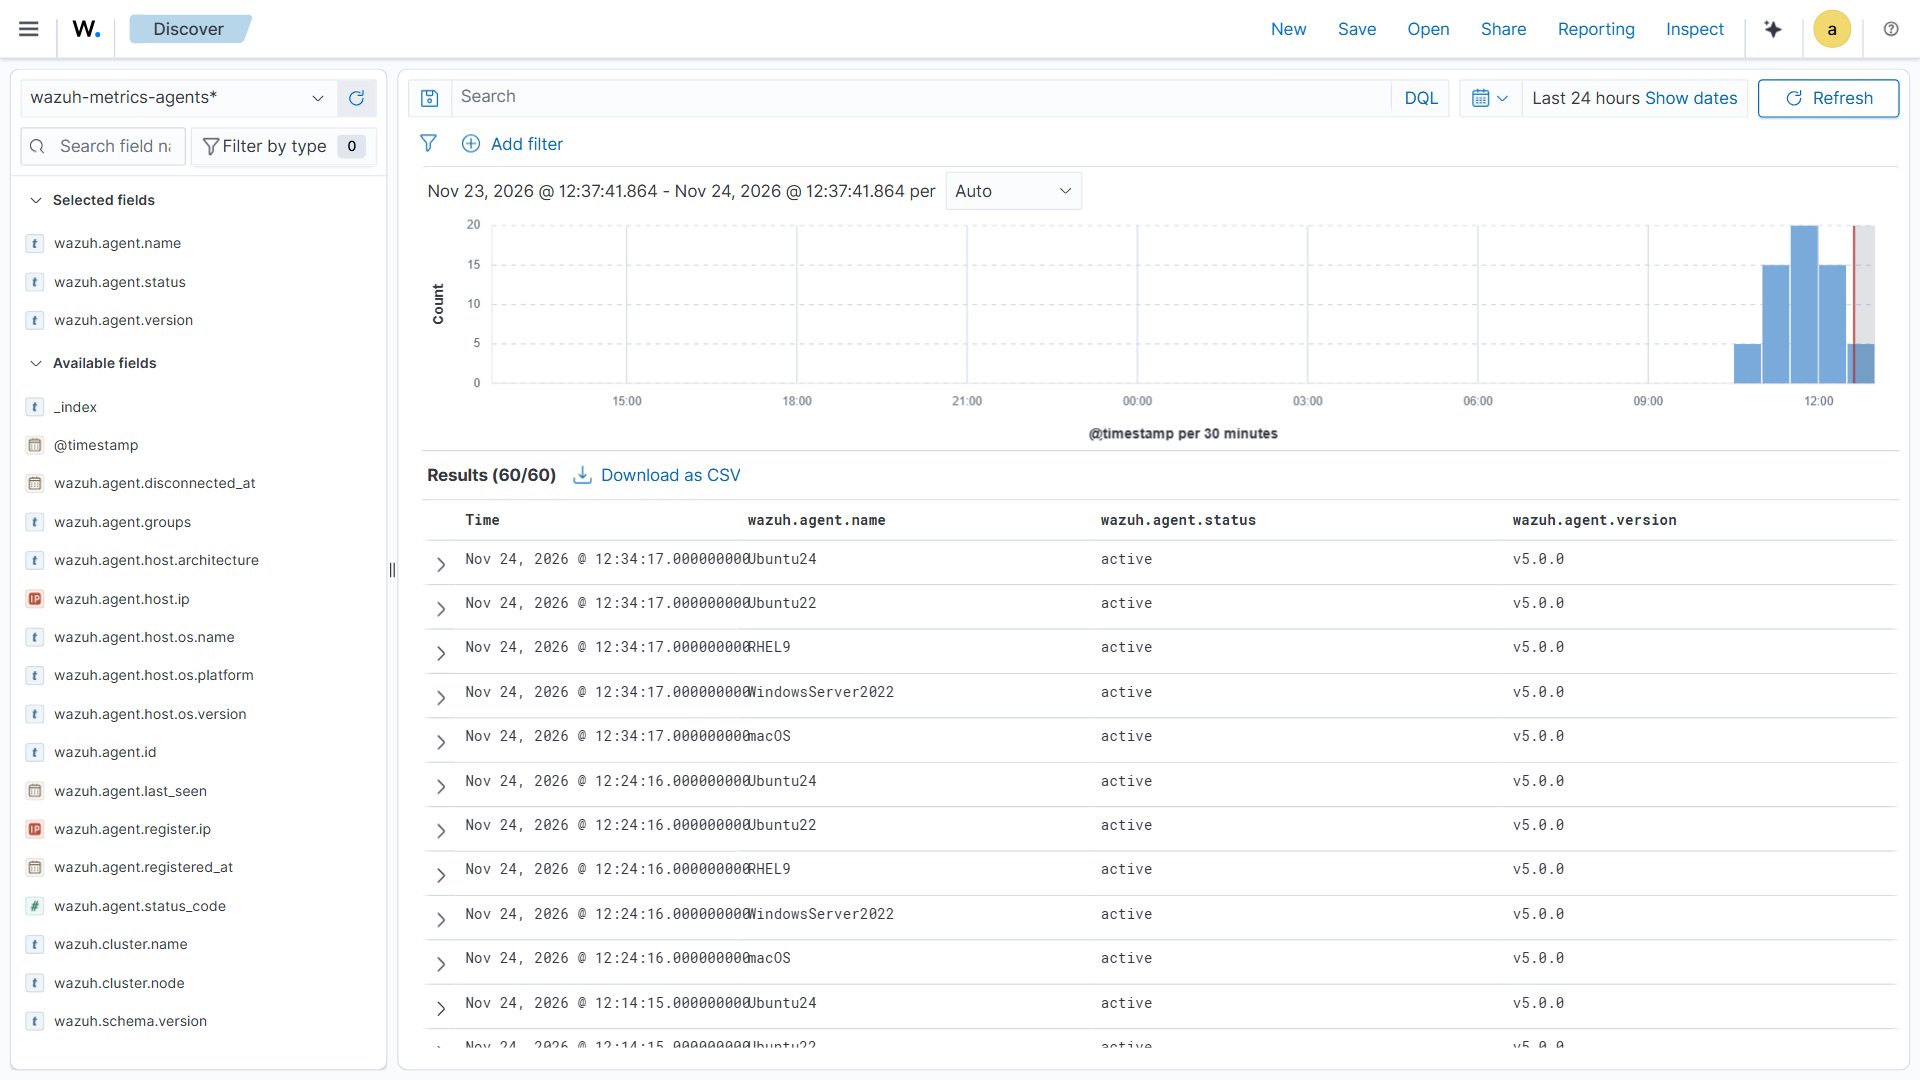 W.
Discover
New
Save
Open
Share
Reporting
Inspect
a
wazuh-metrics-agents*
Search
DQL
Last 24 hours Show dates
Refresh
Filter by type 0
Add filter
Selected fields
wazuh.agent.name
wazuh.agent.status
wazuh.agent.version
Available fields
_index
@timestamp
wazuh.agent.disconnected_at
wazuh.agent.groups
wazuh.agent.host.architecture
wazuh.agent.host.ip
wazuh.agent.host.os.name
wazuh.agent.host.os.platform
wazuh.agent.host.os.version
wazuh.agent.id
wazuh.agent.last_seen
wazuh.agent.register.ip
wazuh.agent.registered_at
wazuh.agent.status_code
wazuh.cluster.name
wazuh.cluster.node
wazuh.schema.version
Nov 23, 2026 @ 12:37:41.864 - Nov 24, 2026 @ 12:37:41.864 per Auto
Count
20
15
10
5
0
15:00 18:00 21:00 00:00 03:00 06:00 09:00 12:00
@timestamp per 30 minutes
Results (60/60) Download as CSV
Time wazuh.agent.name wazuh.agent.status wazuh.agent.version
Nov 24, 2026 @ 12:34:17.000000000 Ubuntu24 active v5.0.0
Nov 24, 2026 @ 12:34:17.000000000 Ubuntu22 active v5.0.0
Nov 24, 2026 @ 12:34:17.000000000 RHEL9 active v5.0.0
Nov 24, 2026 @ 12:34:17.000000000 WindowsServer2022 active v5.0.0
Nov 24, 2026 @ 12:34:17.000000000 macOS active v5.0.0
Nov 24, 2026 @ 12:24:16.000000000 Ubuntu24 active v5.0.0
Nov 24, 2026 @ 12:24:16.000000000 Ubuntu22 active v5.0.0
Nov 24, 2026 @ 12:24:16.000000000 RHEL9 active v5.0.0
Nov 24, 2026 @ 12:24:16.000000000 WindowsServer2022 active v5.0.0
Nov 24, 2026 @ 12:24:16.000000000 macOS active v5.0.0
Nov 24, 2026 @ 12:14:15.000000000 Ubuntu24 active v5.0.0
Nov 24, 2026 @ 12:14:15.000000000 Ubuntu22 active v5.0.0